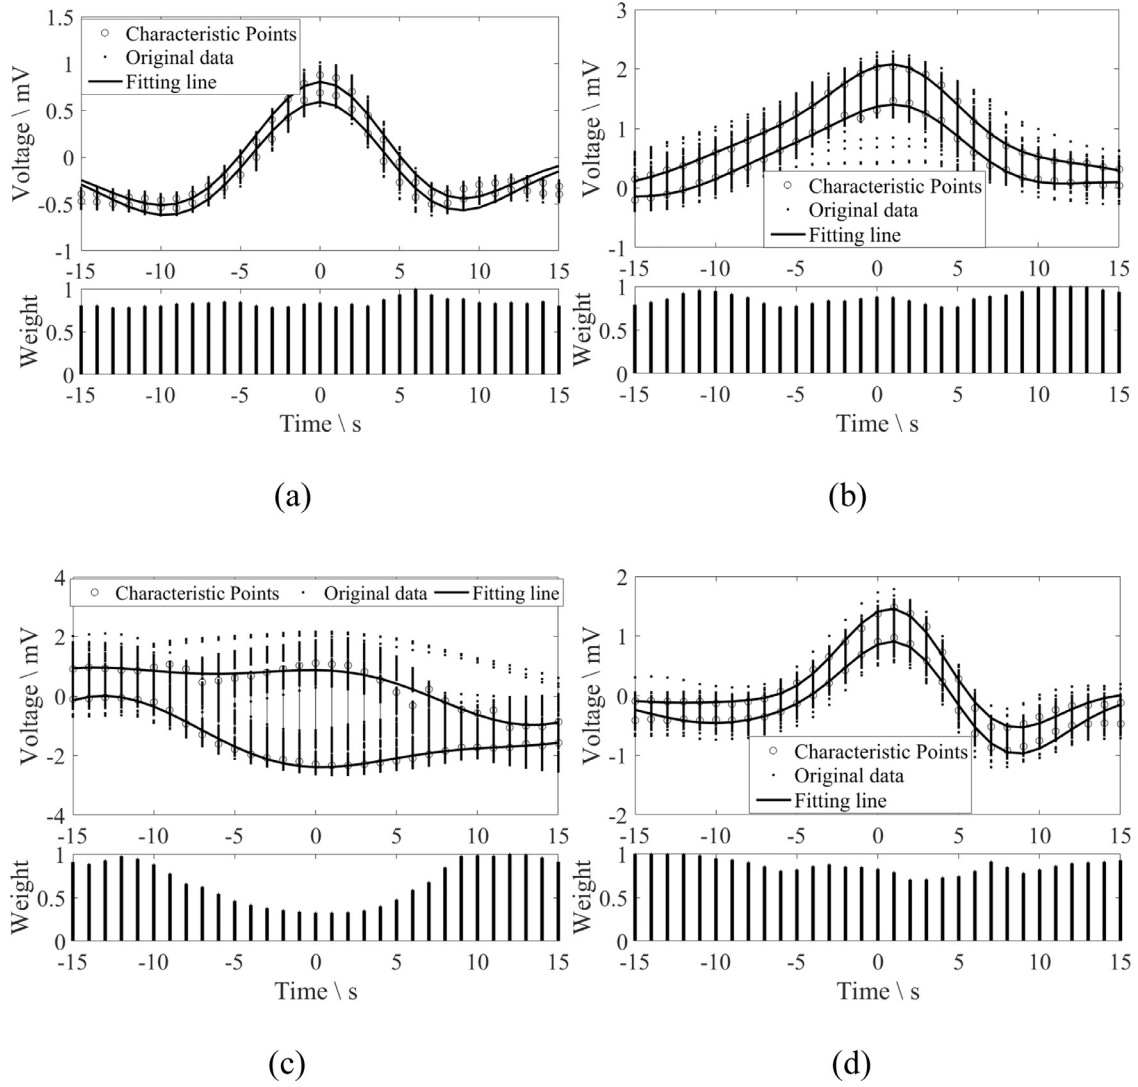 1.5
1
0.5
0
-0.5
-1
Voltage \ mV
Characteristic Points
Original data
Fitting line
-15 -10 -5 0 5 10 15
1
0.5
0
Weight
-15 -10 -5 0 5 10 15
Time \ s
(a)
3
2
1
0
-1
Voltage \ mV
Characteristic Points
Original data
Fitting line
-15 -10 -5 0 5 10 15
1
0.5
0
Weight
-15 -10 -5 0 5 10 15
Time \ s
(b)
4
2
0
-2
-4
Voltage \ mV
Characteristic Points Original data Fitting line
-15 -10 -5 0 5 10 15
1
0.5
0
Weight
-15 -10 -5 0 5 10 15
Time \ s
(c)
2
1
0
-1
-2
Voltage \ mV
Characteristic Points
Original data
Fitting line
-15 -10 -5 0 5 10 15
1
0.5
0
Weight
-15 -10 -5 0 5 10 15
Time \ s
(d)